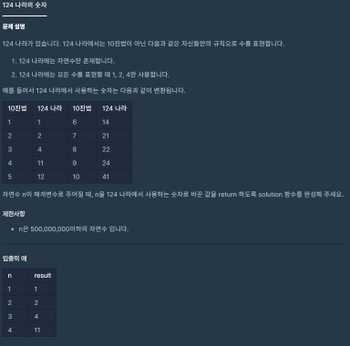 124 나라의 숫자
문제 설명
124 나라가 있습니다. 124 나라에서는 10진법이 아닌 다음과 같은 자신들만의 규칙으로 수를 표현합니다.
1. 124 나라에는 자연수만 존재합니다.
2. 124 나라에는 모든 수를 표현할 때 1, 2, 4만 사용합니다.
예를 들어서 124 나라에서 사용하는 숫자는 다음과 같이 변환됩니다.
10진법 124 나라 10진법 124 나라
1 1 6 14
2 2 7 21
3 4 8 22
4 11 9 24
5 12 10 41
자연수 n이 매개변수로 주어질 때, n을 124 나라에서 사용하는 숫자로 바꾼 값을 return 하도록 solution 함수를 완성해 주세요.
제한사항
• n은 500,000,000이하의 자연수 입니다.
입출력 예
n result
1 1
2 2
3 4
4 11